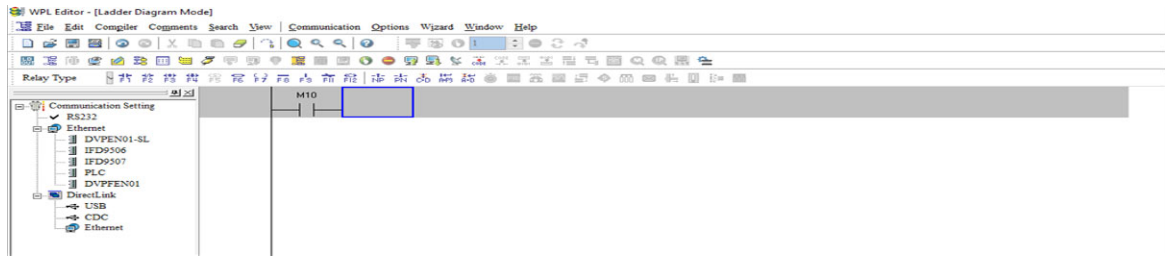 WPL Editor - [Ladder Diagram Mode]
File Edit Compiler Comments Search View Communication Options Wizard Window Help
1
Relay Type
M10
Communication Setting
RS232
Ethernet
DVPEN01-SL
IFD9506
IFD9507
PLC
DVPFEN01
DirectLink
USB
CDC
Ethernet